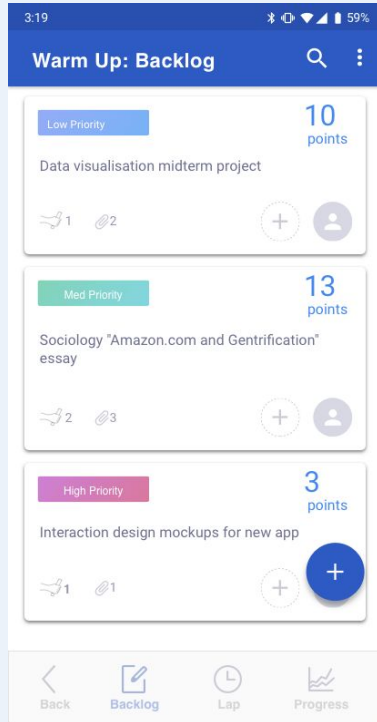 3:19 59%
Warm Up: Backlog
10
Low Priority
points
Data visualisation midterm project
1 2
13
Med Priority
points
Sociology "Amazon.com and Gentrification"
essay
2 3
3
High Priority
points
Interaction design mockups for new app
1 1
Back Backlog Lap Progress